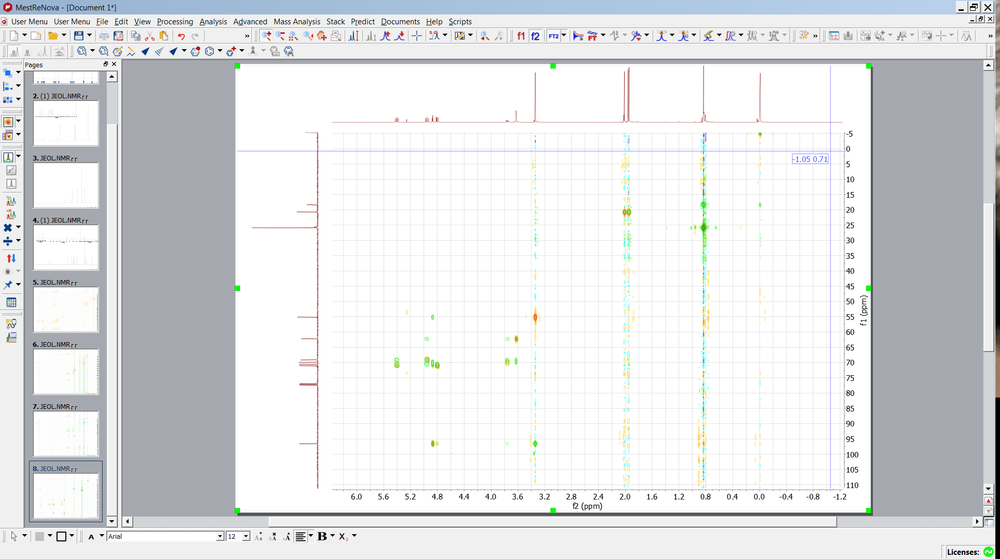 MestReNova - [Document 1*]
User Menu User Menu File Edit View Processing Analysis Advanced Mass Analysis Stack Predict Documents Help Scripts
f1 f2 FT2
Pages
2. (1) JEOL.NMR
3. JEOL.NMR
4. (1) JEOL.NMR
5. JEOL.NMR
6. JEOL.NMR
7. JEOL.NMR
8. JEOL.NMR
-1.05 0.71
-5
0
5
10
15
20
25
30
35
40
45
50
55
60
65
70
75
80
85
90
95
100
105
110
f1 (ppm)
6.0 5.6 5.2 4.8 4.4 4.0 3.6 3.2 2.8 2.4 2.0 1.6 1.2 0.8 0.4 0.0 -0.4 -0.8 -1.2
f2 (ppm)
A Arial 12 B X2
Licenses: